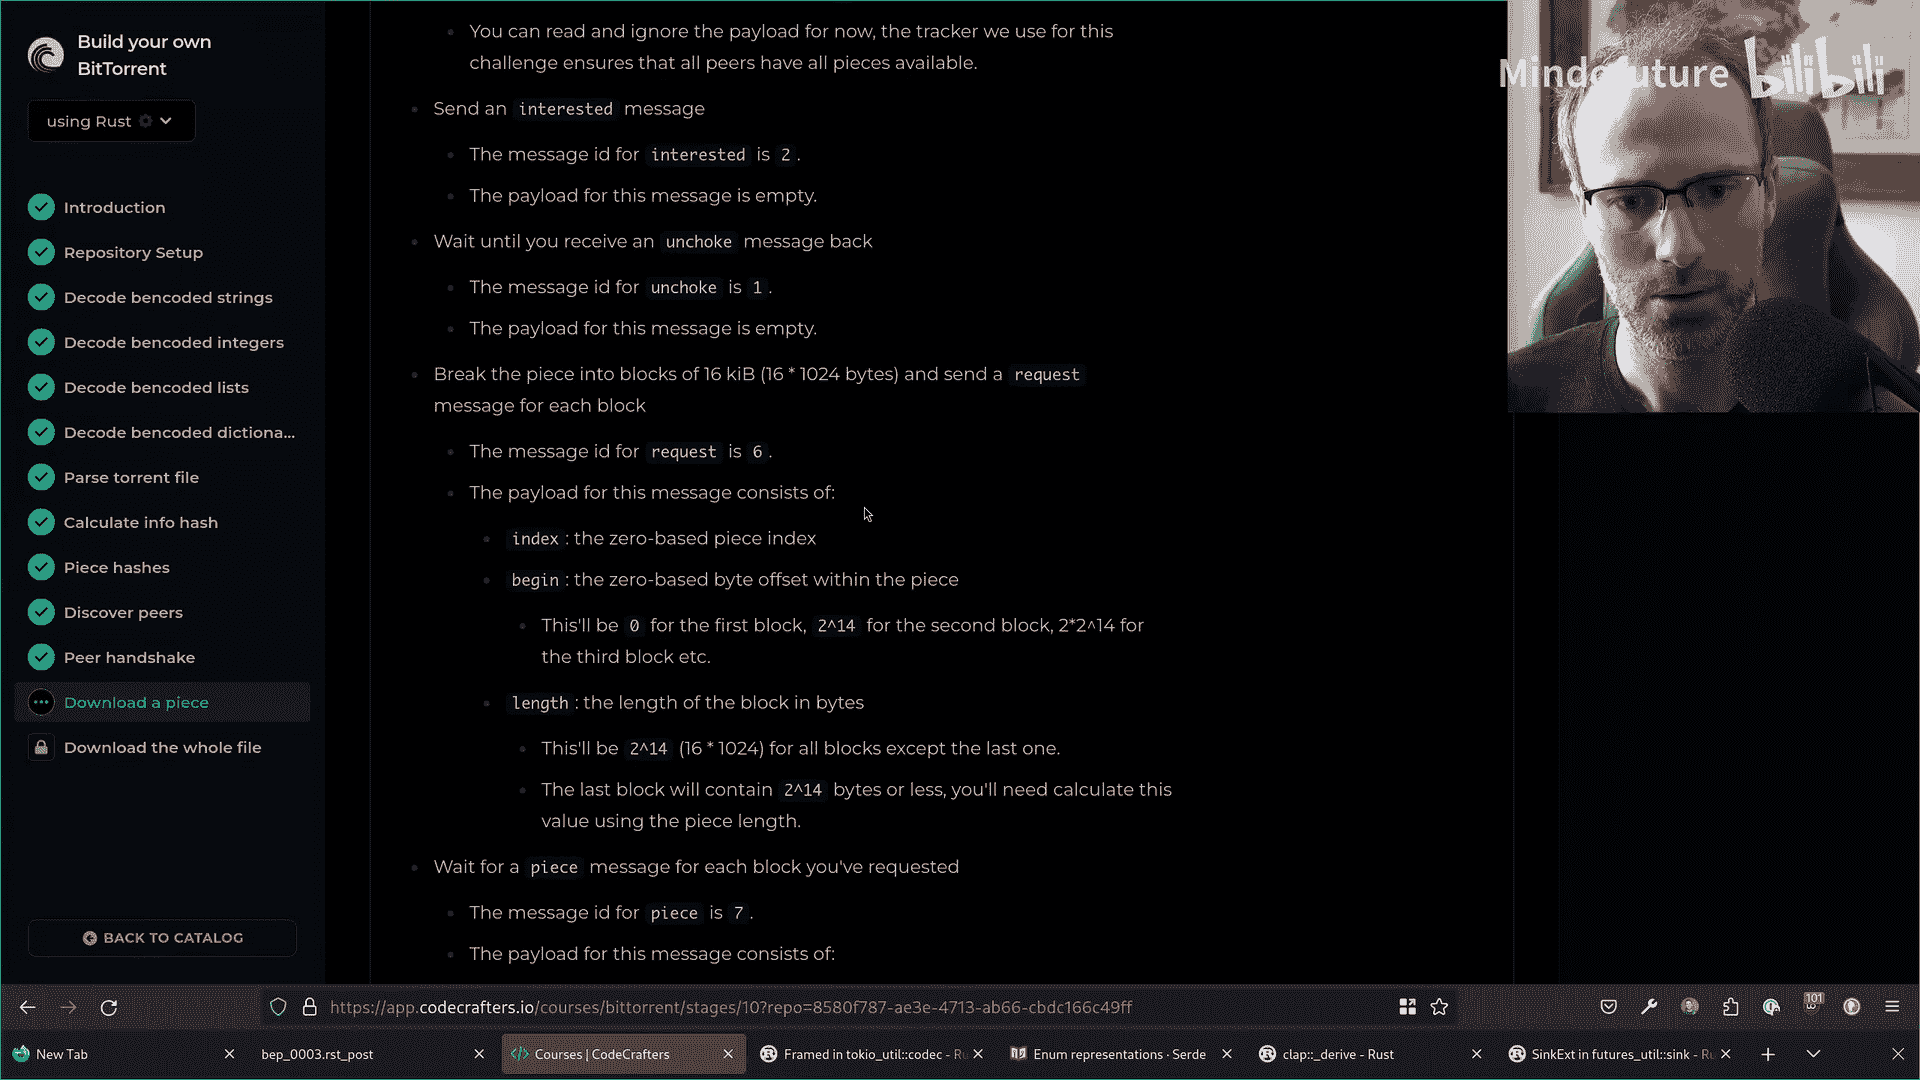 Build your own
BitTorrent
using Rust
Introduction
Repository Setup
Decode bencoded strings
Decode bencoded integers
Decode bencoded lists
Decode bencoded dictiona...
Parse torrent file
Calculate info hash
Piece hashes
Discover peers
Peer handshake
Download a piece
Download the whole file
BACK TO CATALOG
You can read and ignore the payload for now, the tracker we use for this
challenge ensures that all peers have all pieces available.
Send an interested message
The message id for interested is 2.
The payload for this message is empty.
Wait until you receive an unchoke message back
The message id for unchoke is 1.
The payload for this message is empty.
Break the piece into blocks of 16 kiB (16 * 1024 bytes) and send a request
message for each block
The message id for request is 6.
The payload for this message consists of:
index: the zero-based piece index
begin: the zero-based byte offset within the piece
This'll be 0 for the first block, 2^14 for the second block, 2*2^14 for
the third block etc.
length: the length of the block in bytes
This'll be 2^14 (16 * 1024) for all blocks except the last one.
The last block will contain 2^14 bytes or less, you'll need calculate this
value using the piece length.
Wait for a piece message for each block you've requested
The message id for piece is 7.
The payload for this message consists of:
bilibili
https://app.codecrafters.io/courses/bittorrent/stages/10?repo=8580f787-ae3e-4713-ab66-cbdc166c49ff
101
New Tab
bep_0003.rst_post
Courses | CodeCrafters
Framed in tokio_util::codec - Ru
Enum representations · Serde
clap::_derive - Rust
SinkExt in futures_util::sink - Ru